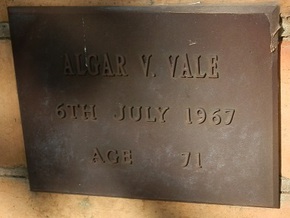 ALGAR V. VALE
6TH JULY 1967
AGE 71